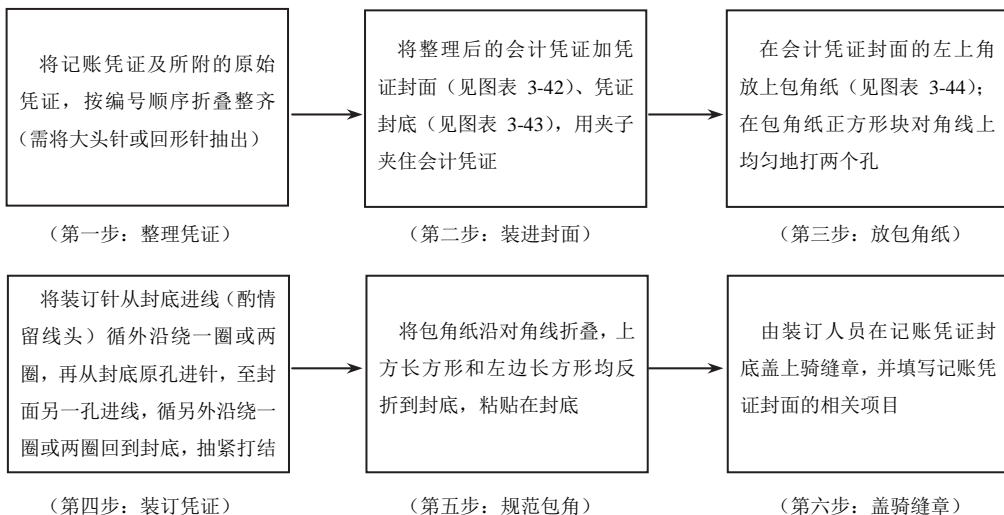 将记账凭证及所附的原始
凭证，按编号顺序折叠整齐
（需将大头针或回形针抽出）
将整理后的会计凭证加凭
证封面（见图表 3-42）、凭证
封底（见图表 3-43），用夹子
夹住会计凭证
在会计凭证封面的左上角
放上包角纸（见图表 3-44）；
在包角纸正方形块对角线上
均匀地打两个孔
（第一步：整理凭证）
（第二步：装进封面）
（第三步：放包角纸）
将装订针从封底进线（酌情
留线头）循外沿绕一圈或两
圈，再从封底原孔进针，至封
面另一孔进线，循另外沿绕一
圈或两圈回到封底，抽紧打结
将包角纸沿对角线折叠，上
方长方形和左边长方形均反
折到封底，粘贴在封底
由装订人员在记账凭证封
底盖上骑缝章，并填写记账凭
证封面的相关项目
（第四步：装订凭证）
（第五步：规范包角）
（第六步：盖骑缝章）